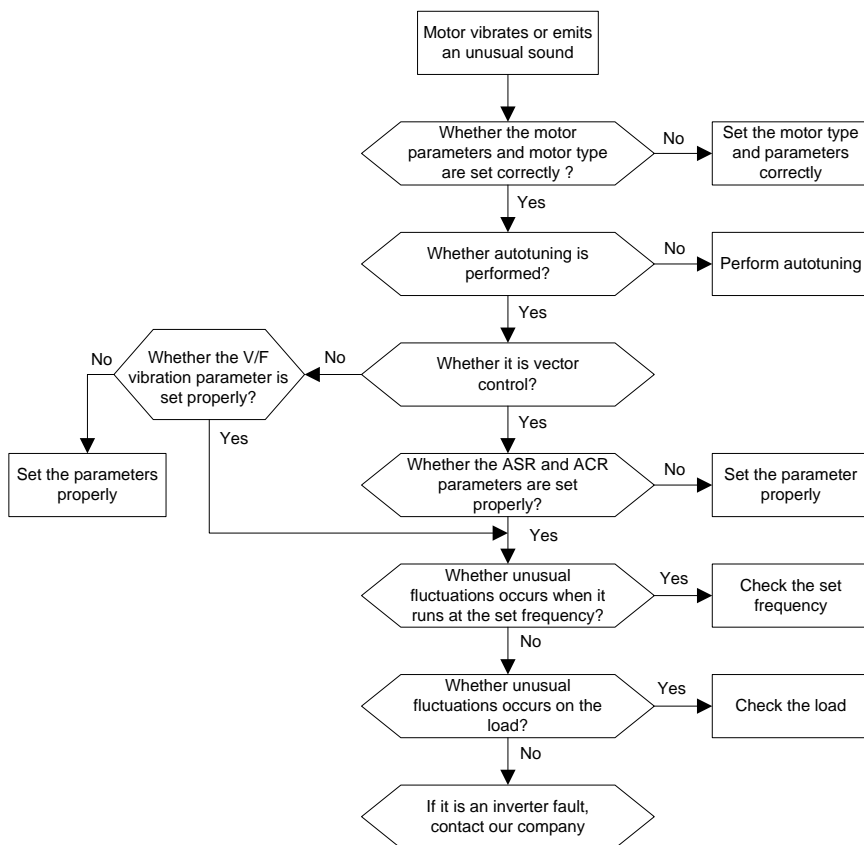 Motor vibrates or emits
an unusual sound
Whether the motor
parameters and motor type
are set correctly ?
No
Set the motor type
and parameters
correctly
Yes
Whether autotuning is
performed?
No
Perform autotuning
Yes
Whether it is vector
control?
No
Whether the V/F
vibration parameter is
set properly?
No
Set the parameters
properly
Yes
Yes
Whether the ASR and ACR
parameters are set
properly?
No
Set the parameter
properly
Yes
Whether unusual
fluctuations occurs when it
runs at the set frequency?
Yes
Check the set
frequency
No
Whether unusual
fluctuations occurs on the
load?
Yes
Check the load
No
If it is an inverter fault,
contact our company